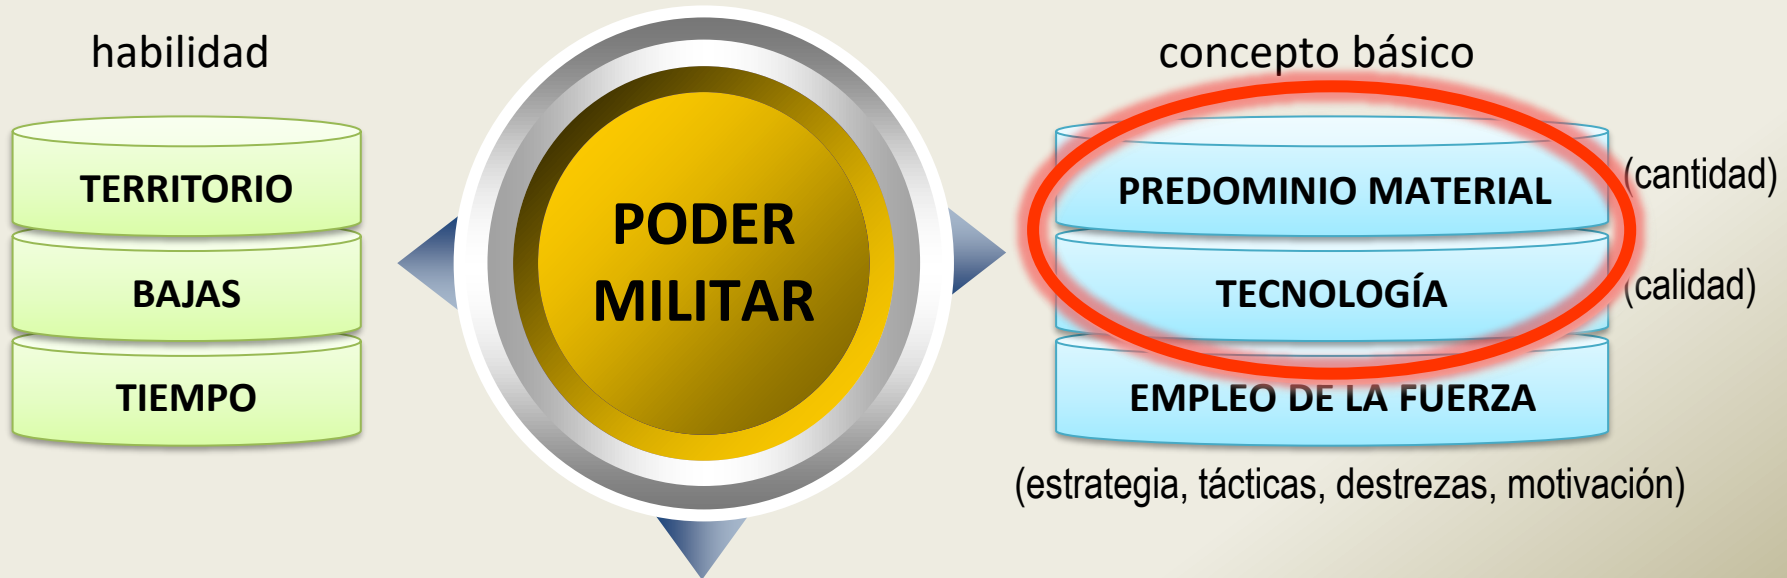 habilidad
TERRITORIO
BAJAS
TIEMPO
PODER
MILITAR
concepto básico
PREDOMINIO MATERIAL
(cantidad)
TECNOLOGÍA
(calidad)
EMPLEO DE LA FUERZA
(estrategia, tácticas, destrezas, motivación)